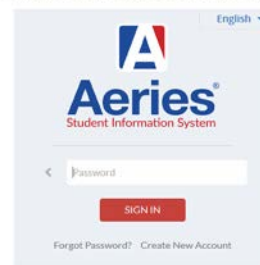 English
A
Aeries®
Student Information System
Password
SIGN IN
Forgot Password? Create New Account